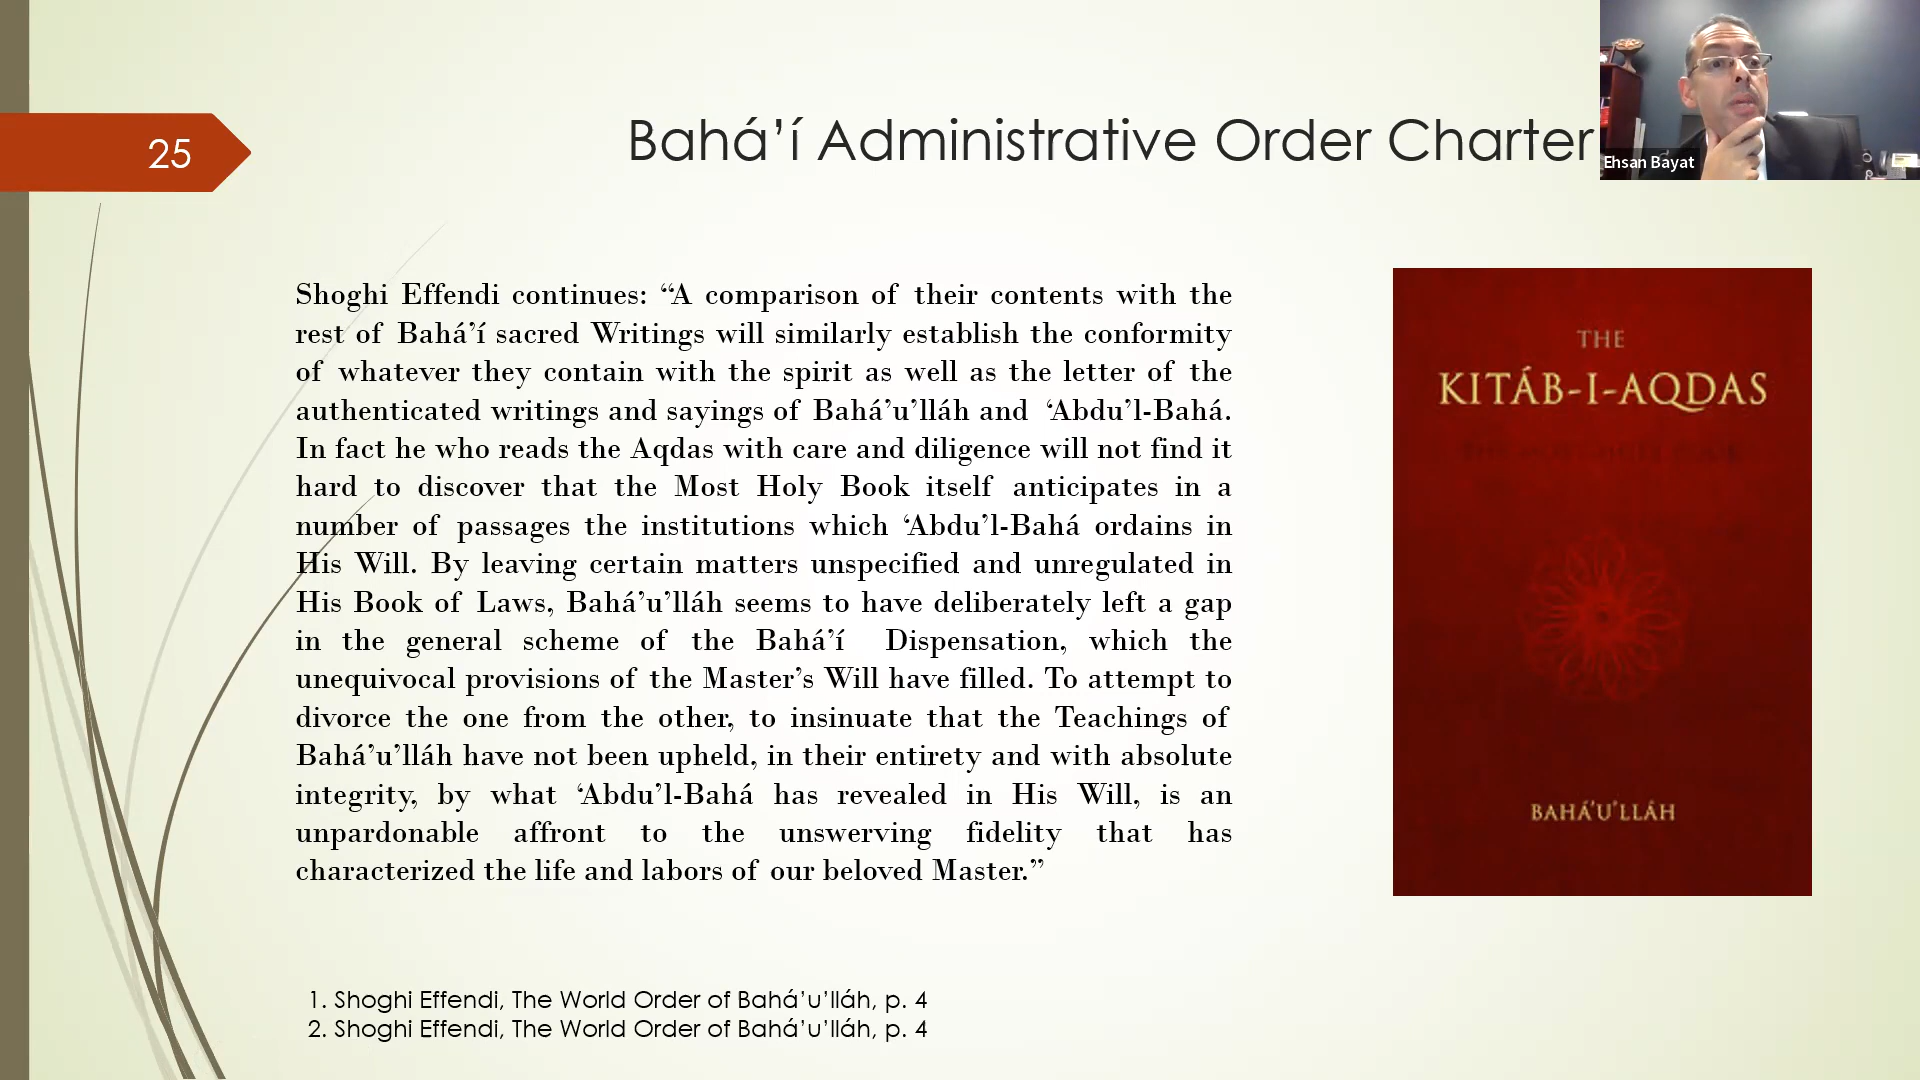 25
Bahá’í Administrative Order Charter
Ehsan Bayat
Shoghi Effendi continues: “A comparison of their contents with the
rest of Bahá’í sacred Writings will similarly establish the conformity
of whatever they contain with the spirit as well as the letter of the
authenticated writings and sayings of Bahá’u’lláh and ‘Abdu’l-Bahá.
In fact he who reads the Aqdas with care and diligence will not find it
hard to discover that the Most Holy Book itself anticipates in a
number of passages the institutions which ‘Abdu’l-Bahá ordains in
His Will. By leaving certain matters unspecified and unregulated in
His Book of Laws, Bahá’u’lláh seems to have deliberately left a gap
in the general scheme of the Bahá’í Dispensation, which the
unequivocal provisions of the Master’s Will have filled. To attempt to
divorce the one from the other, to insinuate that the Teachings of
Bahá’u’lláh have not been upheld, in their entirety and with absolute
integrity, by what ‘Abdu’l-Bahá has revealed in His Will, is an
unpardonable affront to the unswerving fidelity that has
characterized the life and labors of our beloved Master.”
THE
KITÁB-I-AQDAS
BAHÁ’U’LLÁH
1. Shoghi Effendi, The World Order of Bahá’u’lláh, p. 4
2. Shoghi Effendi, The World Order of Bahá’u’lláh, p. 4